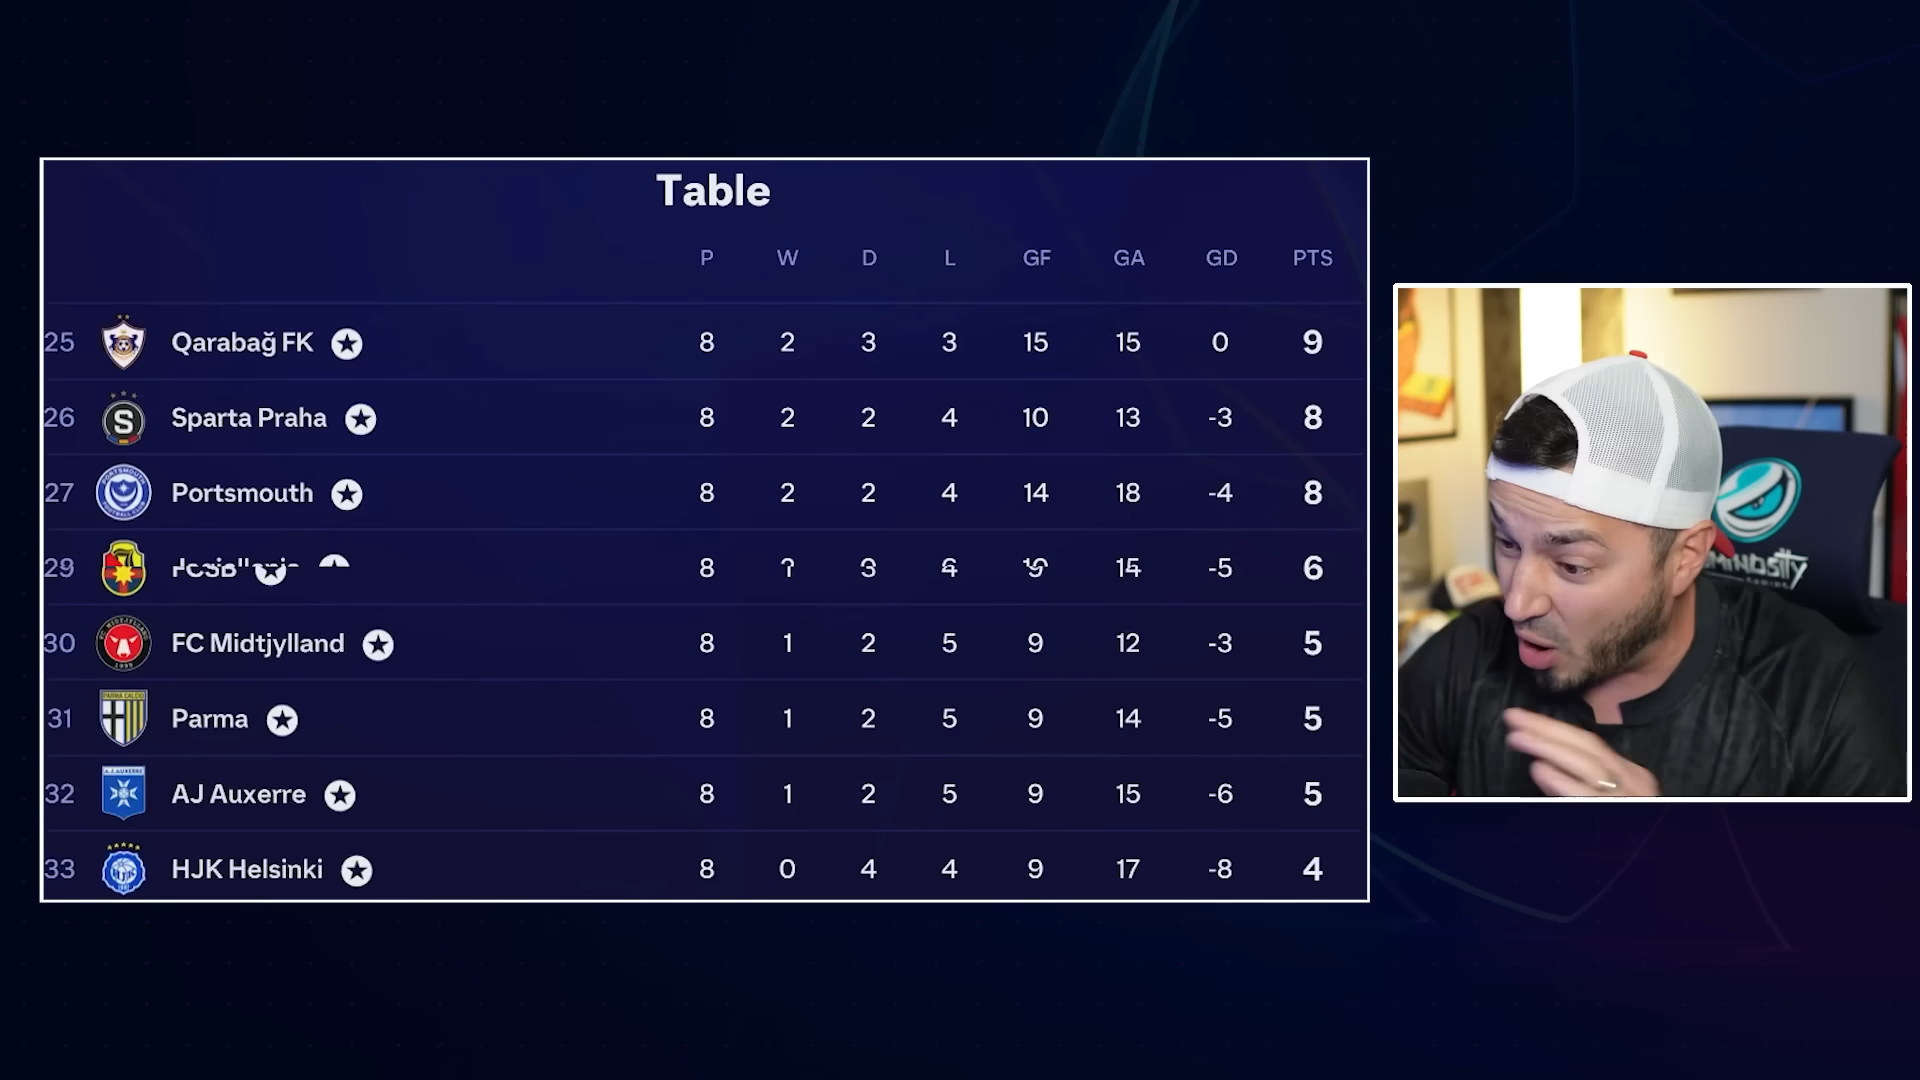 Table
P W D L GF GA GD PTS
25 Qarabağ FK 8 2 3 3 15 15 0 9
26 Sparta Praha 8 2 2 4 10 13 -3 8
27 Portsmouth 8 2 2 4 14 18 -4 8
29 8 -5 6
30 FC Midtjylland 8 1 2 5 9 12 -3 5
31 Parma 8 1 2 5 9 14 -5 5
32 AJ Auxerre 8 1 2 5 9 15 -6 5
33 HJK Helsinki 8 0 4 4 9 17 -8 4